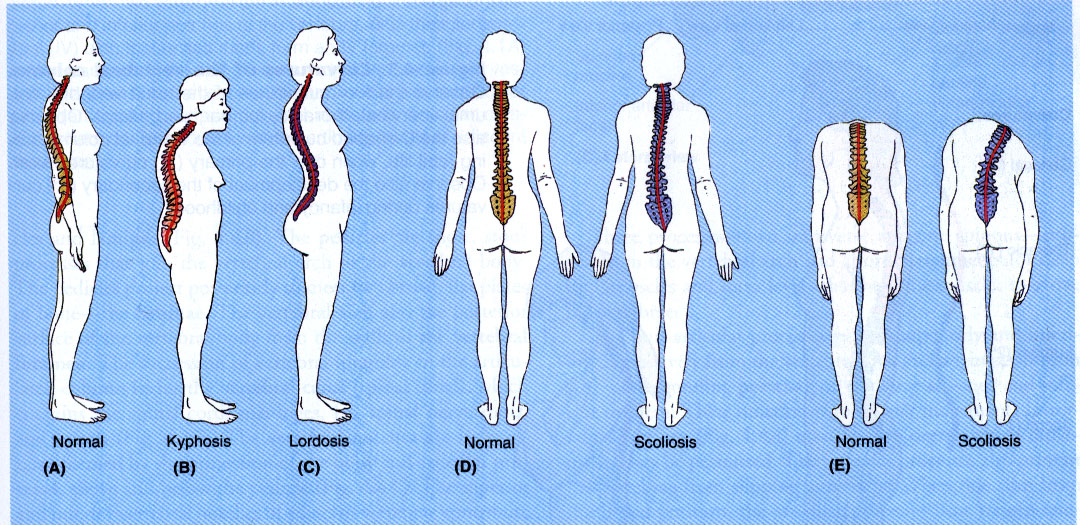 Normal
Kyphosis
Lordosis
Normal
Scoliosis
Normal
Scoliosis
(A)
(B)
(C)
(D)
(E)